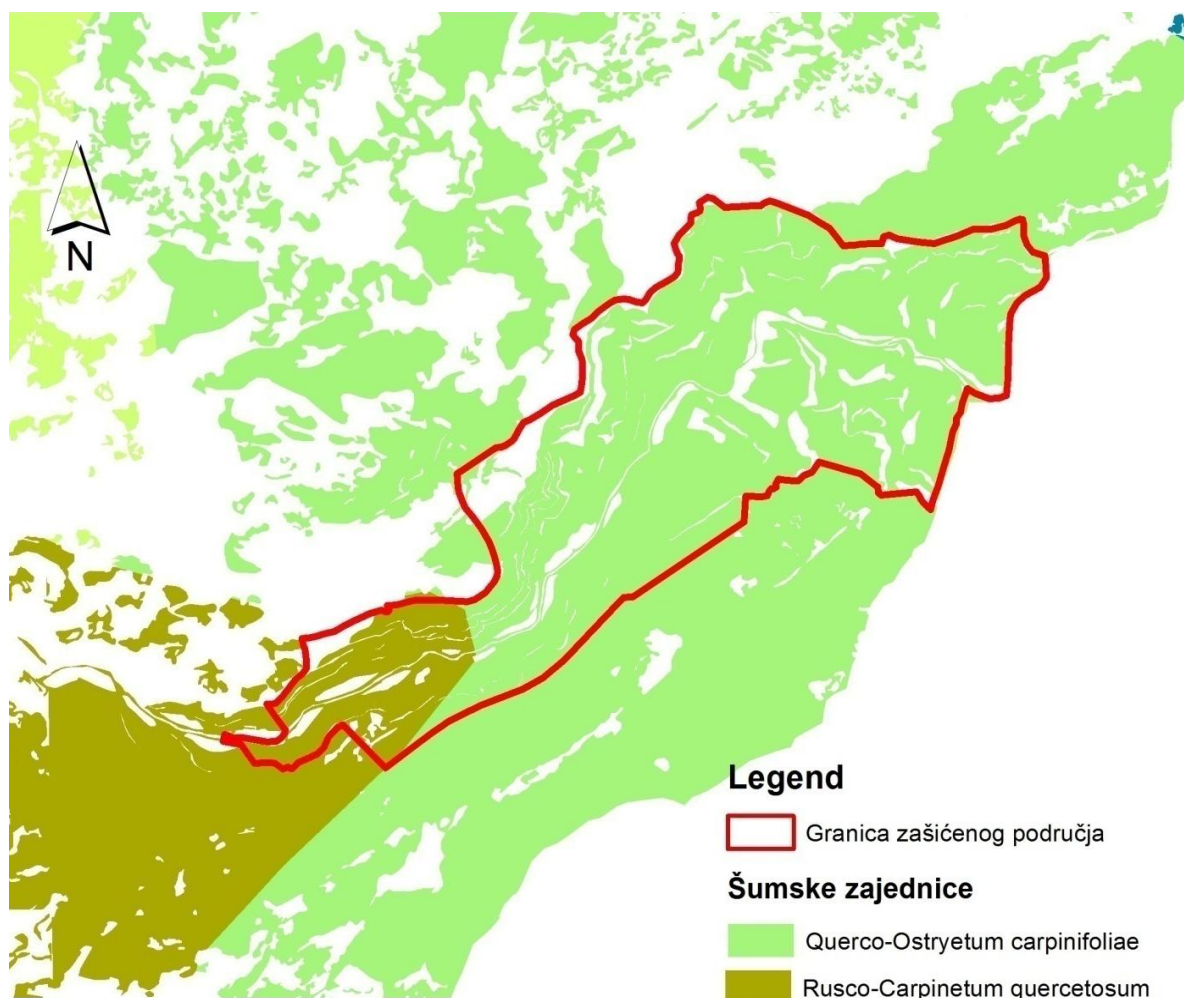 N
Legend
Granica zašićenog područja
Šumske zajednice
Querco-Ostryetum carpinifoliae
Rusco-Carpinetum quercetosum